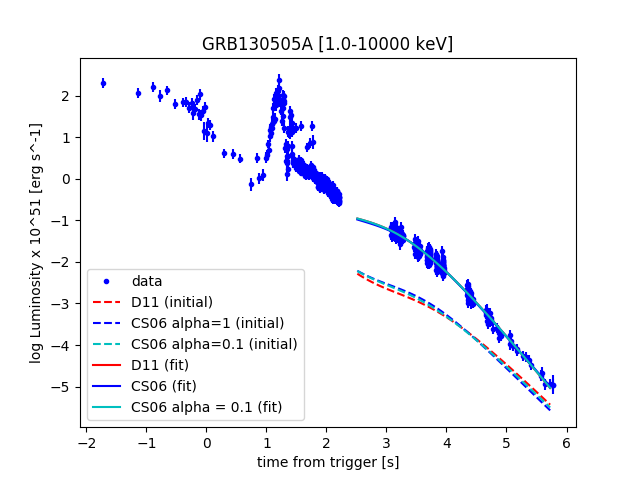 GRB130505A [1.0-10000 keV]
log Luminosity x 10^51 [erg s^-1]
2
1
0
−1
−2
−3
−4
−5
data
D11 (initial)
CS06 alpha=1 (initial)
CS06 alpha=0.1 (initial)
D11 (fit)
CS06 (fit)
CS06 alpha = 0.1 (fit)
−2 −1 0 1 2 3 4 5 6
time from trigger [s]